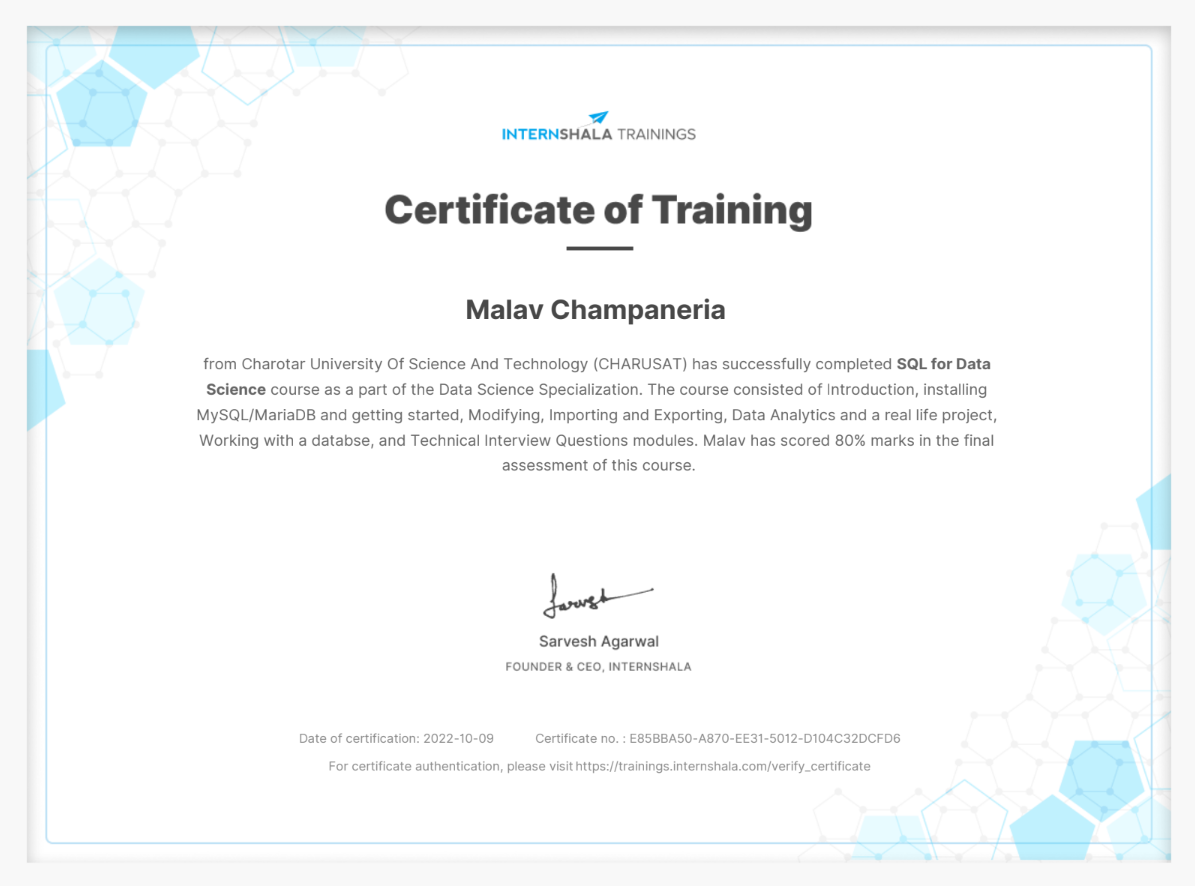 INTERNSHALA TRAININGS
Certificate of Training
Malav Champaneria
from Charotar University Of Science And Technology (CHARUSAT) has successfully completed SQL for Data
Science course as a part of the Data Science Specialization. The course consisted of Introduction, installing
MySQL/MariaDB and getting started, Modifying, Importing and Exporting, Data Analytics and a real life project,
Working with a databse, and Technical Interview Questions modules. Malav has scored 80% marks in the final
assessment of this course.
Sarvesh
Sarvesh Agarwal
FOUNDER & CEO, INTERNSHALA
Date of certification: 2022-10-09 Certificate no. : E85BBA50-A870-EE31-5012-D104C32DCFD6
For certificate authentication, please visit https://trainings.internshala.com/verify_certificate